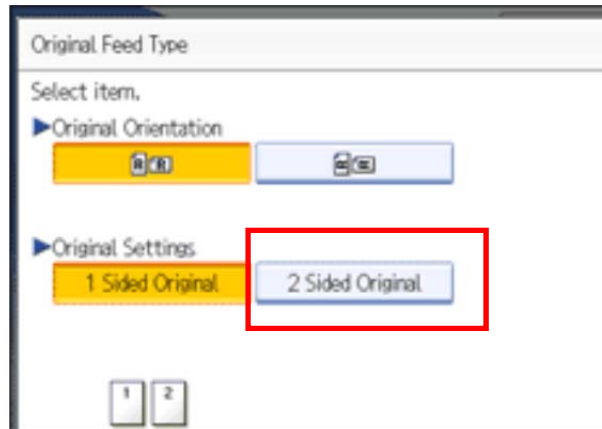 Original Feed Type
Select item.
►Original Orientation
R R
►Original Settings
1 Sided Original 2 Sided Original
1 2